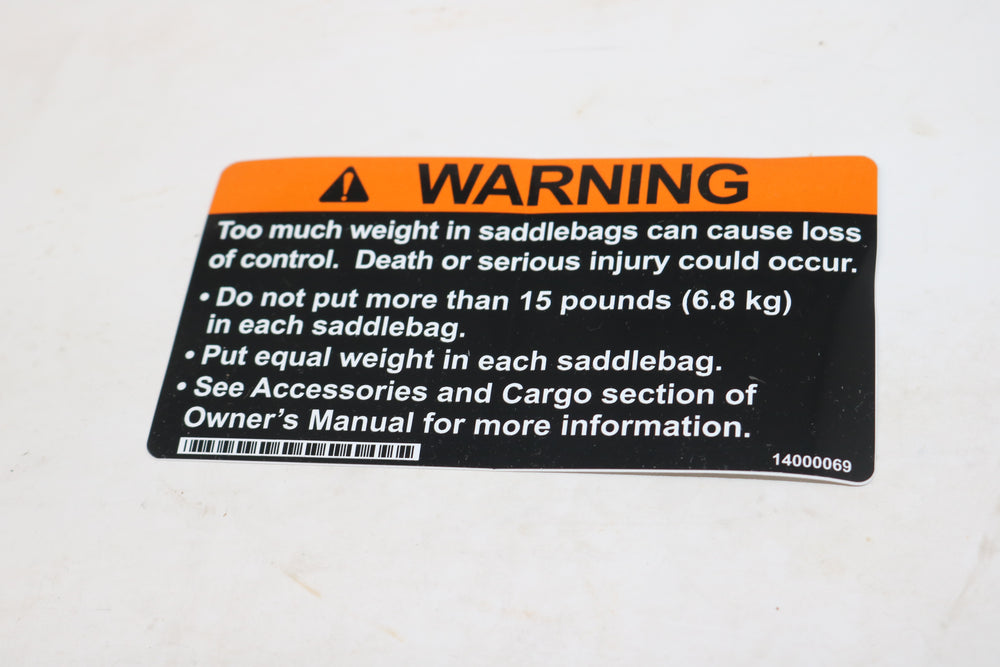 WARNING
Too much weight in saddlebags can cause loss
of control. Death or serious injury could occur.
• Do not put more than 15 pounds (6.8 kg)
in each saddlebag.
• Put equal weight in each saddlebag.
• See Accessories and Cargo section of
Owner's Manual for more information.
14000069